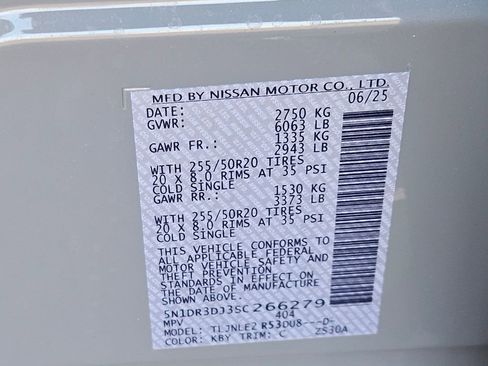 MFD BY NISSAN MOTOR CO., LTD.
DATE: 06/25
GVWR: 2750 KG
6063 LB
GAWR FR.: 1335 KG
2943 LB
WITH 255/50R20 TIRES
20 X 8.0 RIMS AT 35 PSI
COLD SINGLE
GAWR RR.: 1530 KG
3373 LB
WITH 255/50R20 TIRES
20 X 8.0 RIMS AT 35 PSI
COLD SINGLE
THIS VEHICLE CONFORMS TO
ALL APPLICABLE FEDERAL
MOTOR VEHICLE SAFETY AND
THEFT PREVENTION
STANDARDS IN EFFECT ON
THE DATE OF MANUFACTURE
SHOWN ABOVE.
5N1DR3DJ3SC266279
MPV 404
TLJNLE2 R53DU8---D-
COLOR: KBY TRIM: C Z530A